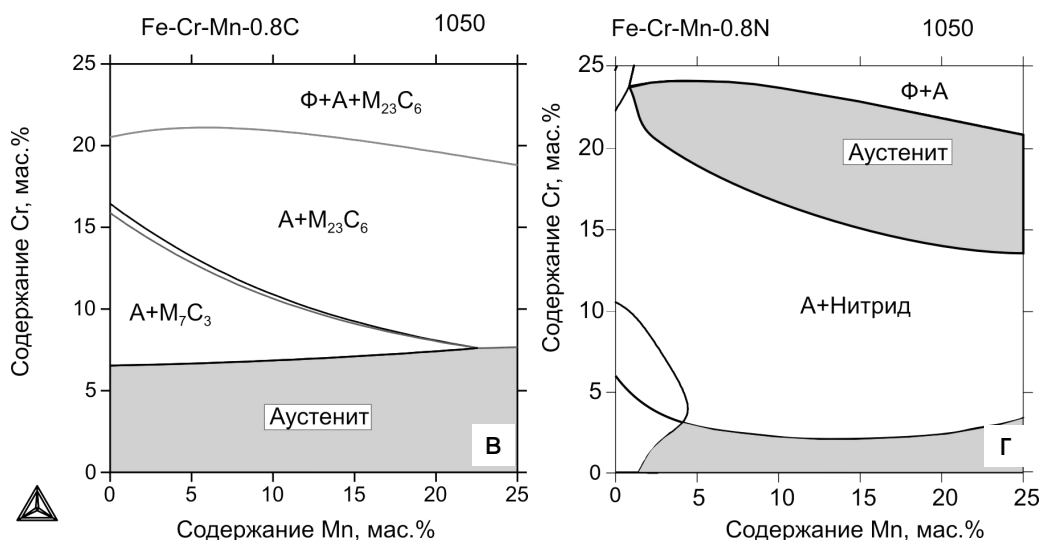 Fe-Cr-Mn-0.8C 1050
25
20
15
10
5
0
Содержание Cr, мас.%
Ф+А+M23C6
А+M23C6
А+M7C3
Аустенит
В
0 5 10 15 20 25
Содержание Mn, мас.%
Fe-Cr-Mn-0.8N 1050
25
20
15
10
5
0
Содержание Cr, мас.%
Ф+А
Аустенит
А+Нитрид
Г
0 5 10 15 20 25
Содержание Mn, мас.%